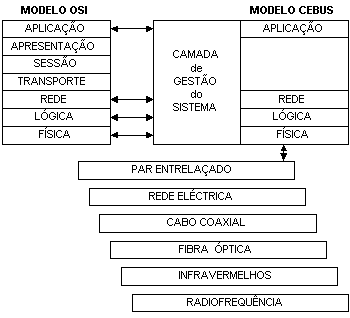 MODELO OSI
MODELO CEBUS
APLICAÇÃO
APRESENTAÇÃO
SESSÃO
TRANSPORTE
REDE
LÓGICA
FÍSICA
CAMADA
de
GESTÃO
do
SISTEMA
APLICAÇÃO
REDE
LÓGICA
FÍSICA
PAR ENTRELAÇADO
REDE ELÉCTRICA
CABO COAXIAL
FIBRA ÓPTICA
INFRAVERMELHOS
RADIOFREQUÊNCIA